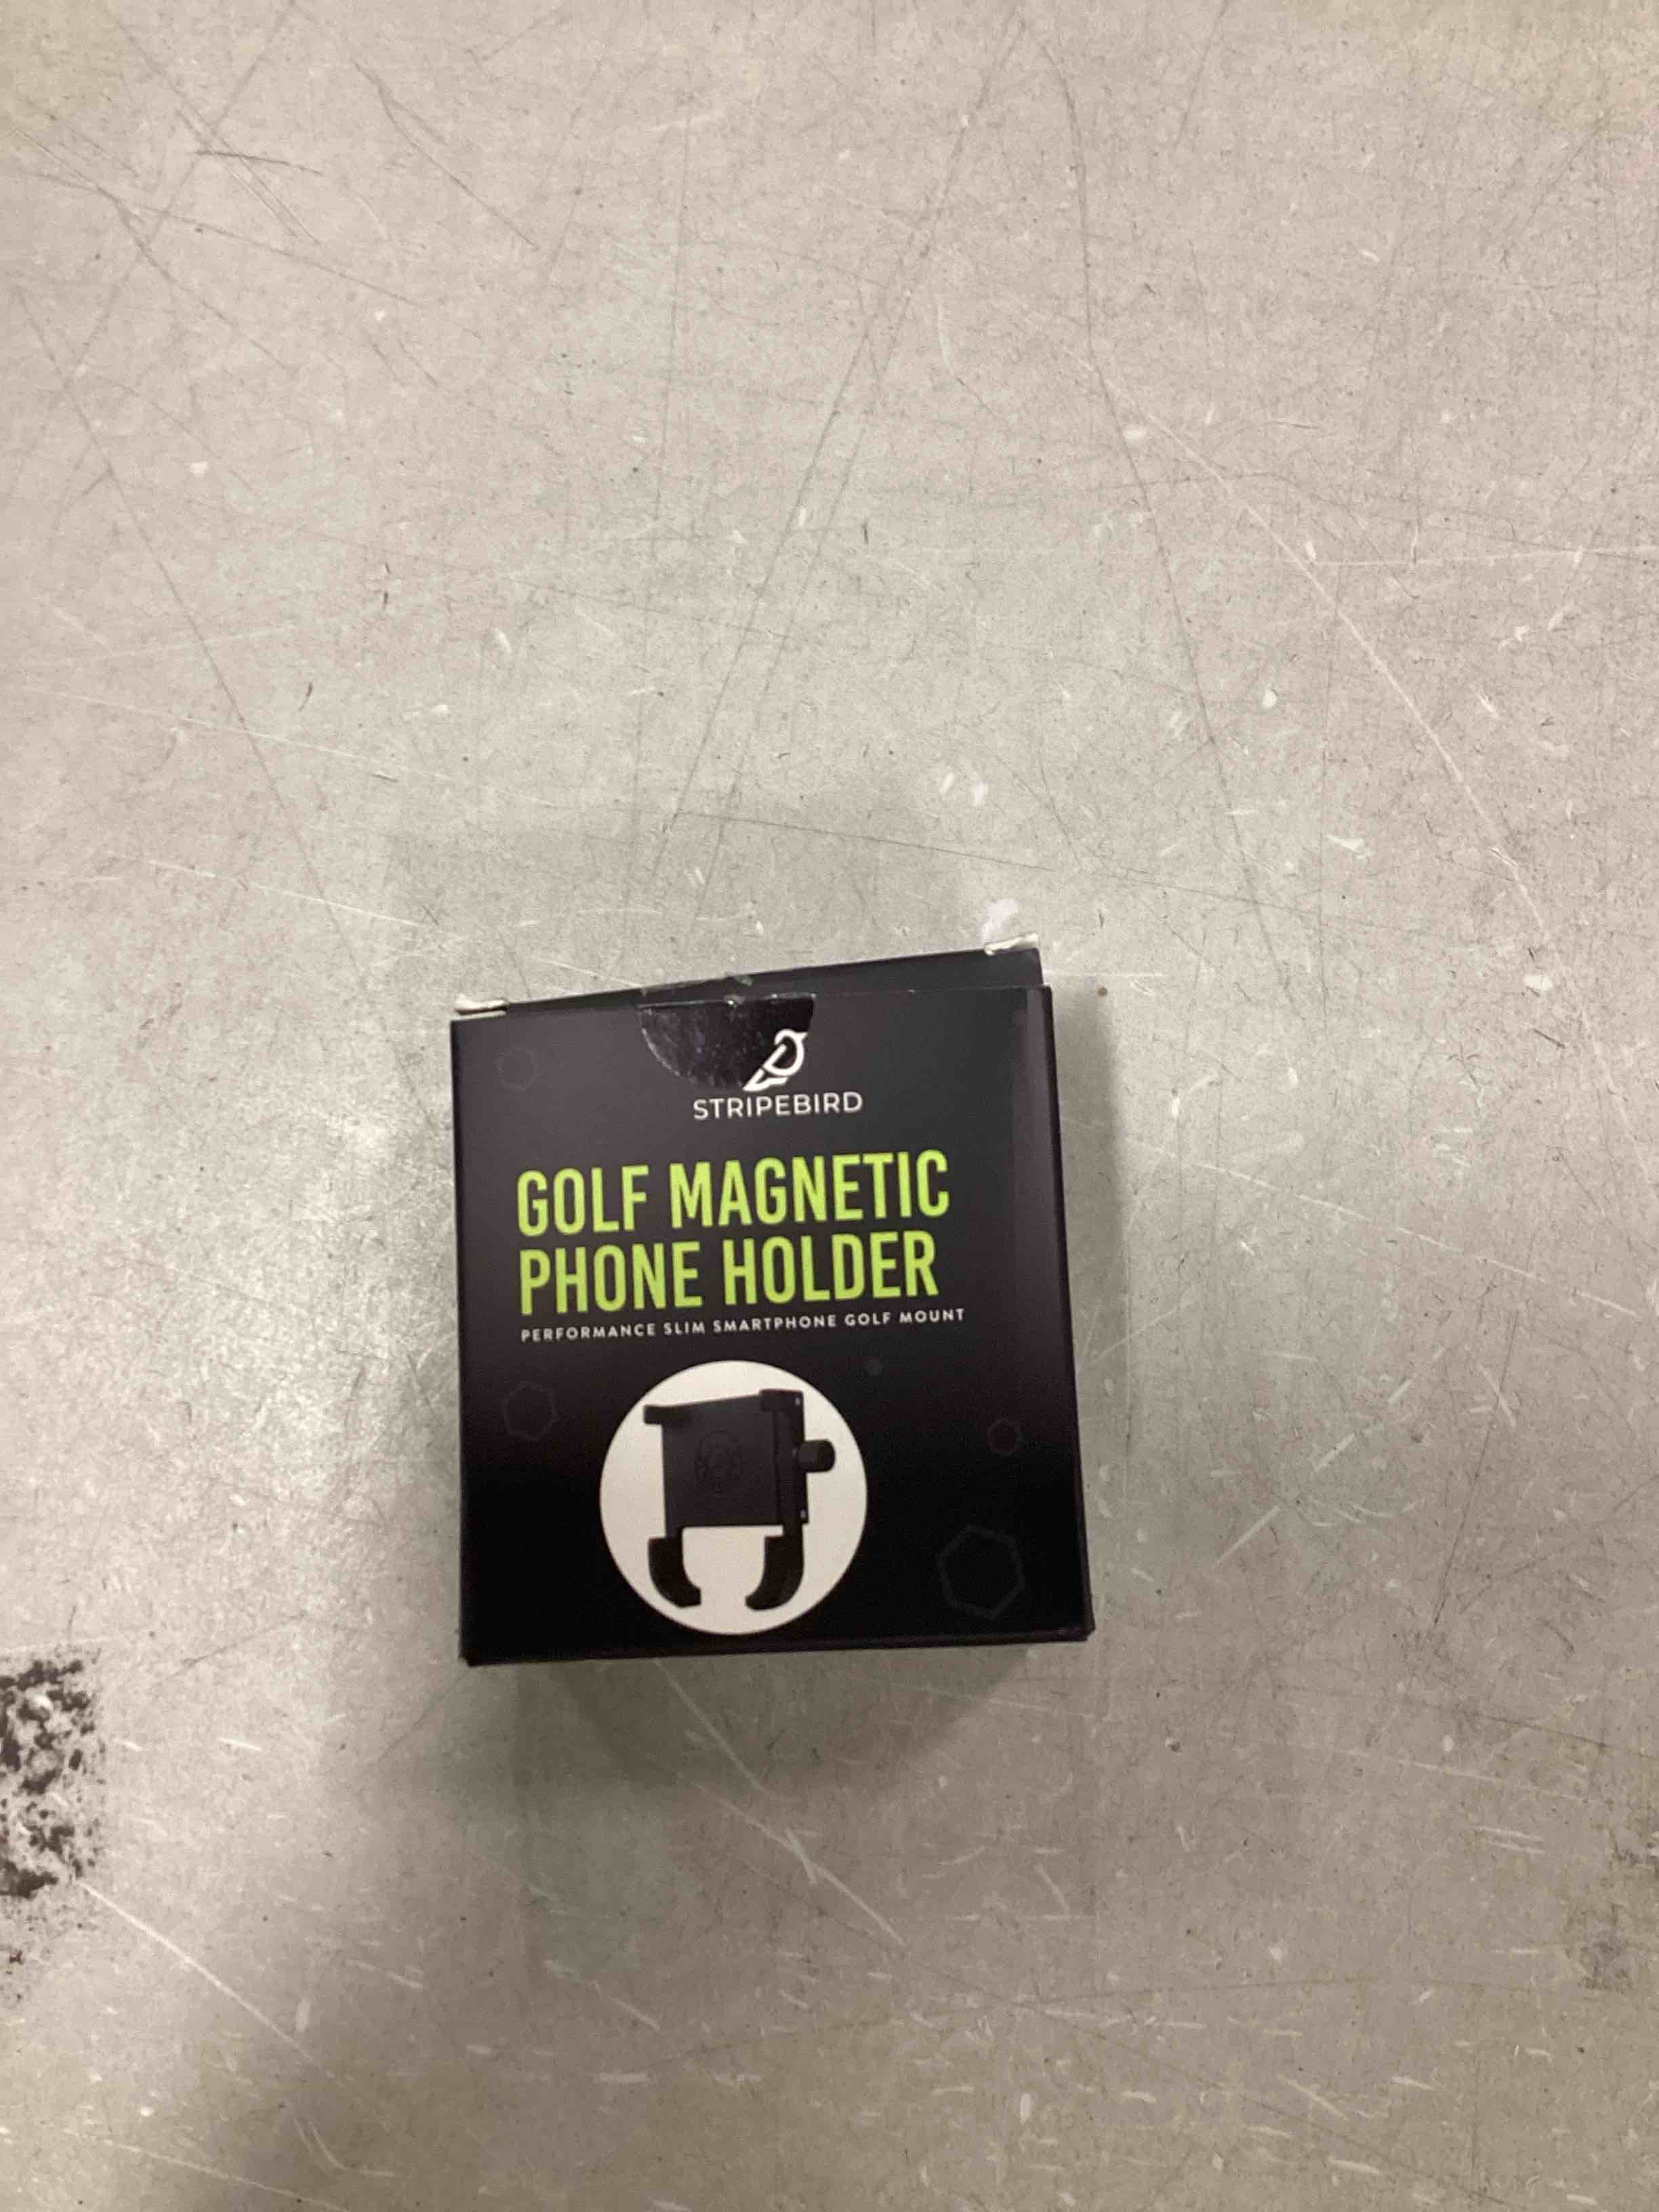 STRIPEBIRD
GOLF MAGNETIC
PHONE HOLDER
PERFORMANCE SLIM SMARTPHONE GOLF MOUNT